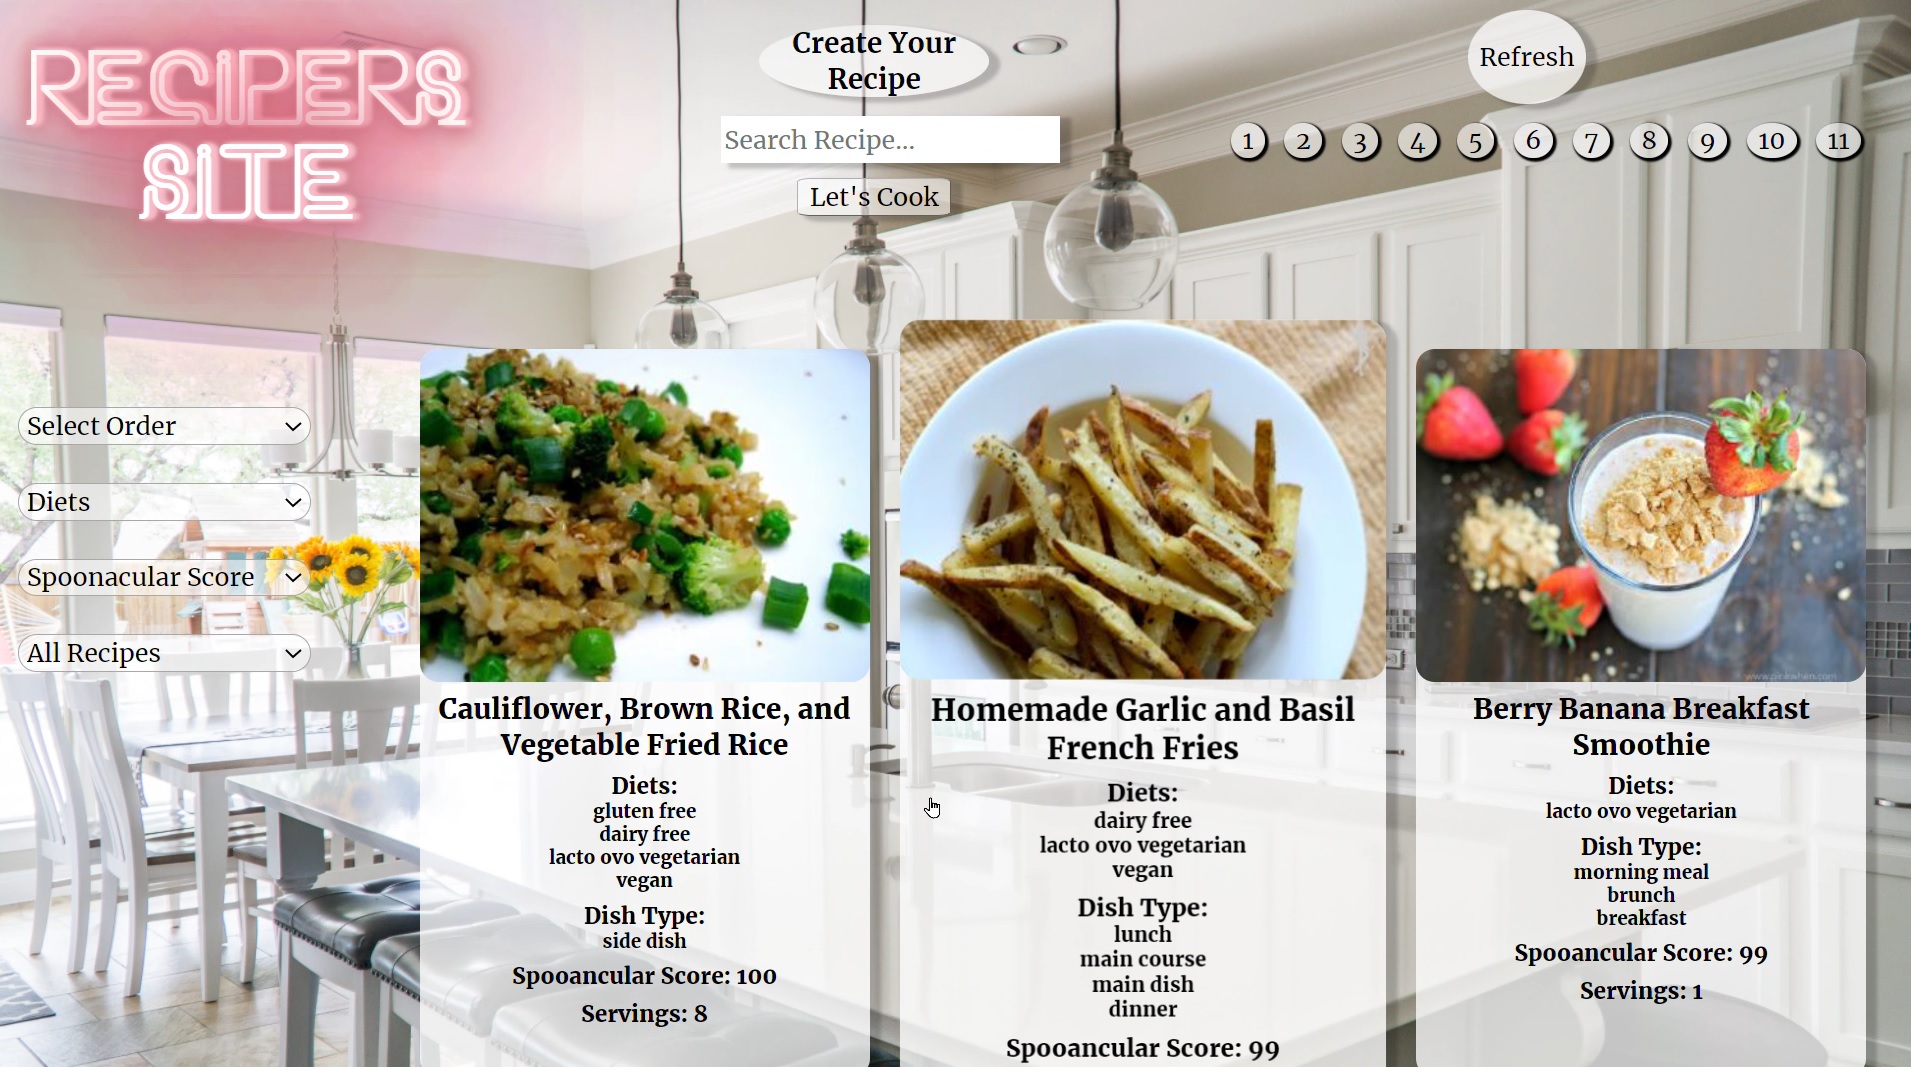 RECIPERS
SITE
Create Your
Recipe
Search Recipe...
Let's Cook
Refresh
1 2 3 4 5 6 7 8 9 10 11
Select Order
Diets
Spoonacular Score
All Recipes
Cauliflower, Brown Rice, and
Vegetable Fried Rice
Diets:
gluten free
dairy free
lacto ovo vegetarian
vegan
Dish Type:
side dish
Spooancular Score: 100
Servings: 8
Homemade Garlic and Basil
French Fries
Diets:
dairy free
lacto ovo vegetarian
vegan
Dish Type:
lunch
main course
main dish
dinner
Spooancular Score: 99
Berry Banana Breakfast
Smoothie
Diets:
lacto ovo vegetarian
Dish Type:
morning meal
brunch
breakfast
Spooancular Score: 99
Servings: 1